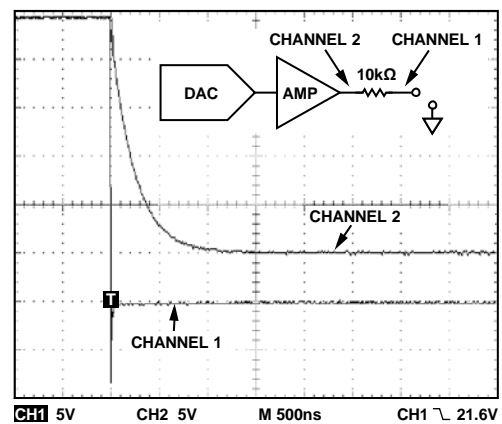 CHANNEL 2
CHANNEL 1
10kΩ
DAC
AMP
CHANNEL 2
T
CHANNEL 1
CH1 5V CH2 5V M 500ns CH1 21.6V